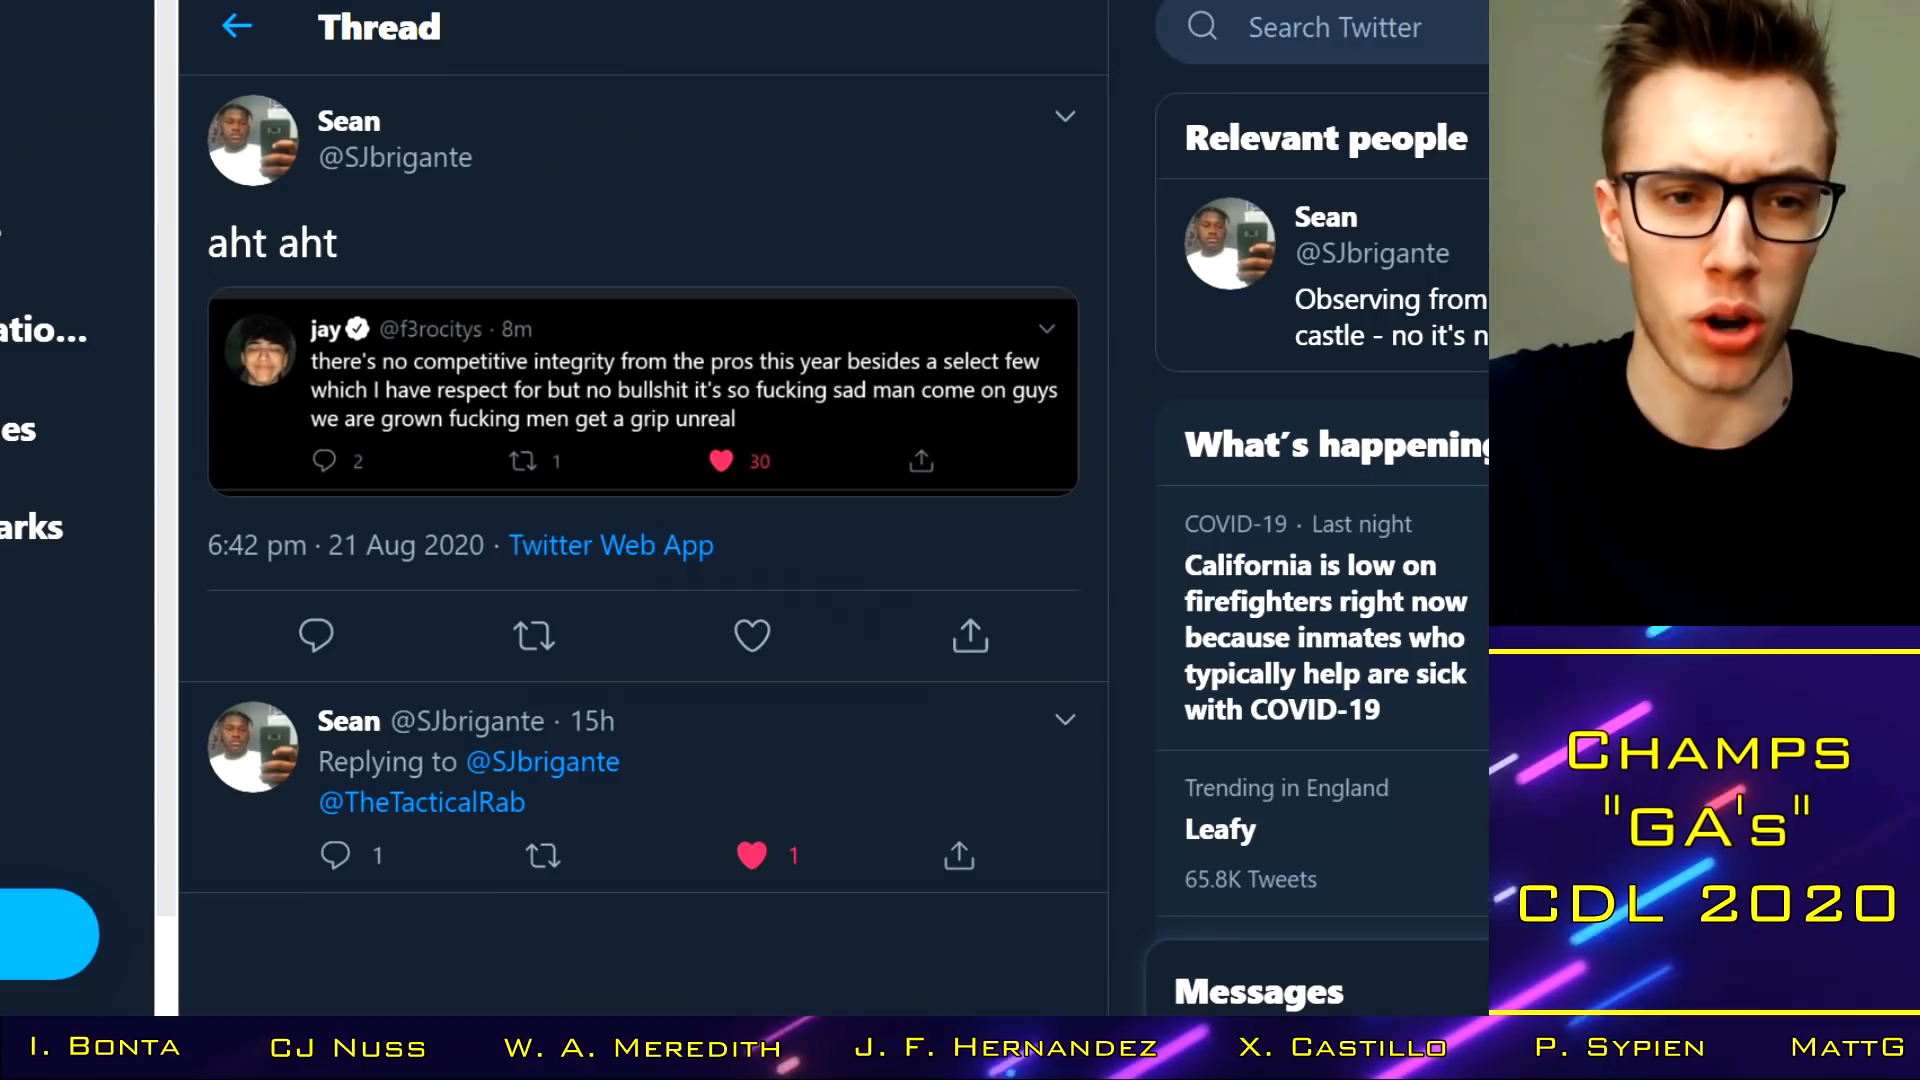 Thread
Search Twitter
Sean
@SJbrigante
aht aht
jay @f3rocitys · 8m
there's no competitive integrity from the pros this year besides a select few
which I have respect for but no bullshit it's so fucking sad man come on guys
we are grown fucking men get a grip unreal
2 1 30
6:42 pm · 21 Aug 2020 · Twitter Web App
Sean @SJbrigante · 15h
Replying to @SJbrigante
@TheTacticalRab
1 1
atio...
es
arks
Relevant people
Sean
@SJbrigante
Observing from
castle - no it's n
What's happening
COVID-19 · Last night
California is low on
firefighters right now
because inmates who
typically help are sick
with COVID-19
Trending in England
Leafy
65.8K Tweets
Messages
CHAMPS
"GA's"
CDL 2020
I. BONTA CJ NUSS W. A. MEREDITH J. F. HERNANDEZ X. CASTILLO P. SYPIEN MATTG